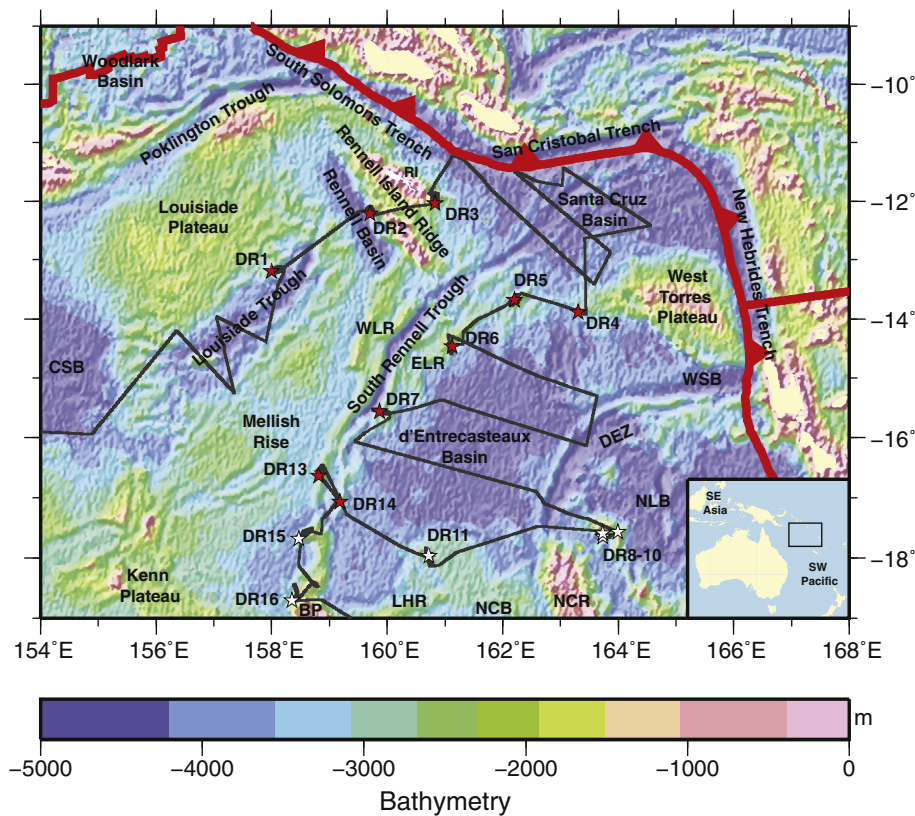 Woodlark
Basin
South Solomons Trench
Poklington Trough
San Cristobal Trench
−10°
Rennell Island Ridge
RI
Rennell Basin
Louisiade
Plateau
DR2
DR3
Santa Cruz
Basin
New Hebrides Trench
−12°
DR1
Louisiade Trough
DR5
West
Torres
Plateau
DR4
−14°
WLR
South Rennell Trough
DR6
ELR
CSB
WSB
DR7
Mellish
Rise
d'Entrecasteaux
Basin
DEZ
−16°
DR13
DR14
NLB
DR15
DR11
DR8-10
Kenn
Plateau
DR16
BP
LHR
NCB
NCR
−18°
SE
Asia
SW
Pacific
154°E
156°E
158°E
160°E
162°E
164°E
166°E
168°E
m
−5000
−4000
−3000
−2000
−1000
0
Bathymetry